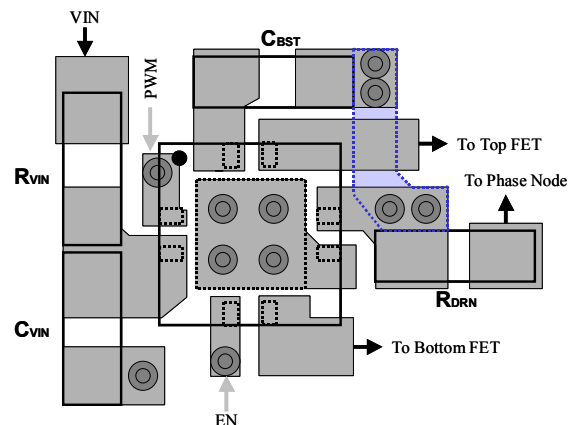 VIN
CBST
PWM
To Top FET
RVIN
To Phase Node
RDRN
CVIN
To Bottom FET
EN